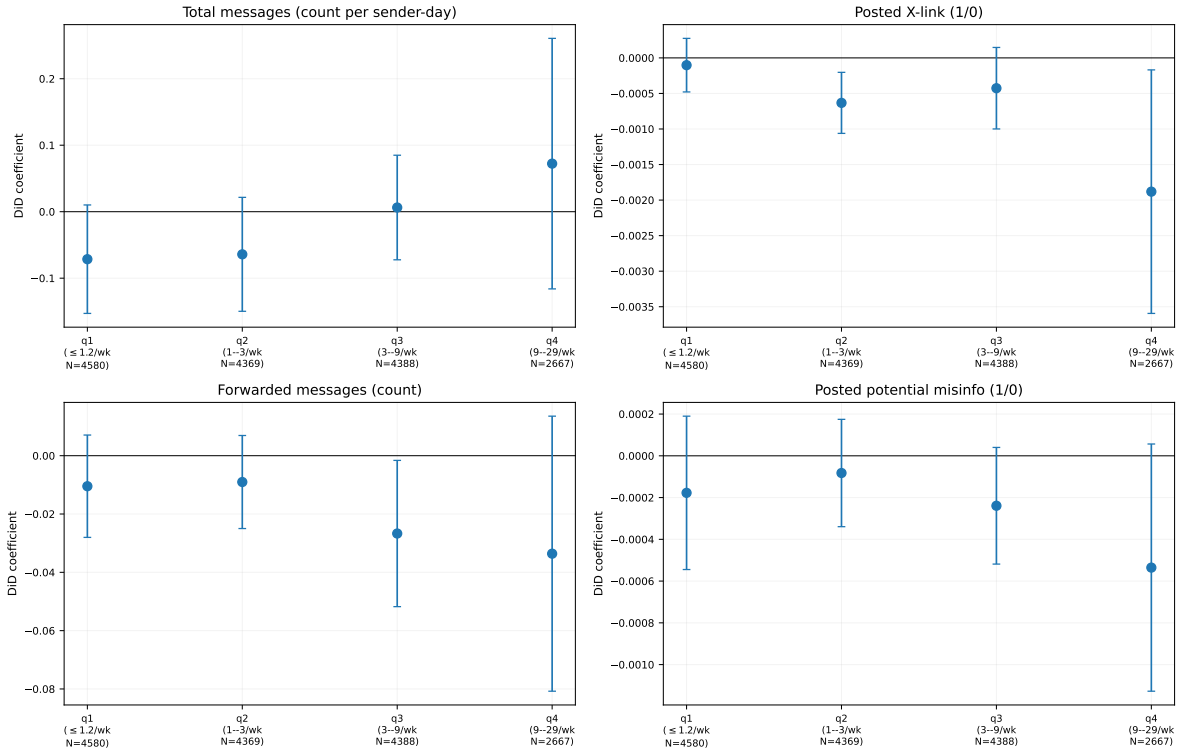 Total messages (count per sender-day)
DiD coefficient
0.2
0.1
0.0
−0.1
q1
(≤1.2/wk
N=4580)
q2
(1--3/wk
N=4369)
q3
(3--9/wk
N=4388)
q4
(9--29/wk
N=2667)
Posted X-link (1/0)
DiD coefficient
0.0000
−0.0005
−0.0010
−0.0015
−0.0020
−0.0025
−0.0030
−0.0035
q1
(≤1.2/wk
N=4580)
q2
(1--3/wk
N=4369)
q3
(3--9/wk
N=4388)
q4
(9--29/wk
N=2667)
Forwarded messages (count)
DiD coefficient
0.00
−0.02
−0.04
−0.06
−0.08
q1
(≤1.2/wk
N=4580)
q2
(1--3/wk
N=4369)
q3
(3--9/wk
N=4388)
q4
(9--29/wk
N=2667)
Posted potential misinfo (1/0)
DiD coefficient
0.0002
0.0000
−0.0002
−0.0004
−0.0006
−0.0008
−0.0010
q1
(≤1.2/wk
N=4580)
q2
(1--3/wk
N=4369)
q3
(3--9/wk
N=4388)
q4
(9--29/wk
N=2667)